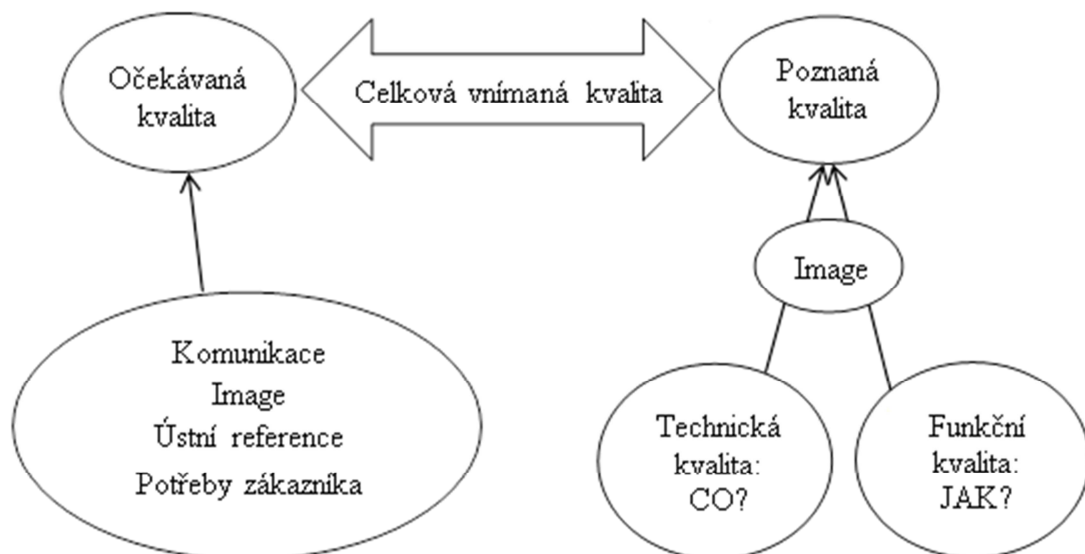 Očekávaná
kvalita
Celková vnímaná kvalita
Poznaná
kvalita
Image
Komunikace
Image
Ústní reference
Potřeby zákazníka
Technická
kvalita:
CO?
Funkční
kvalita:
JAK?